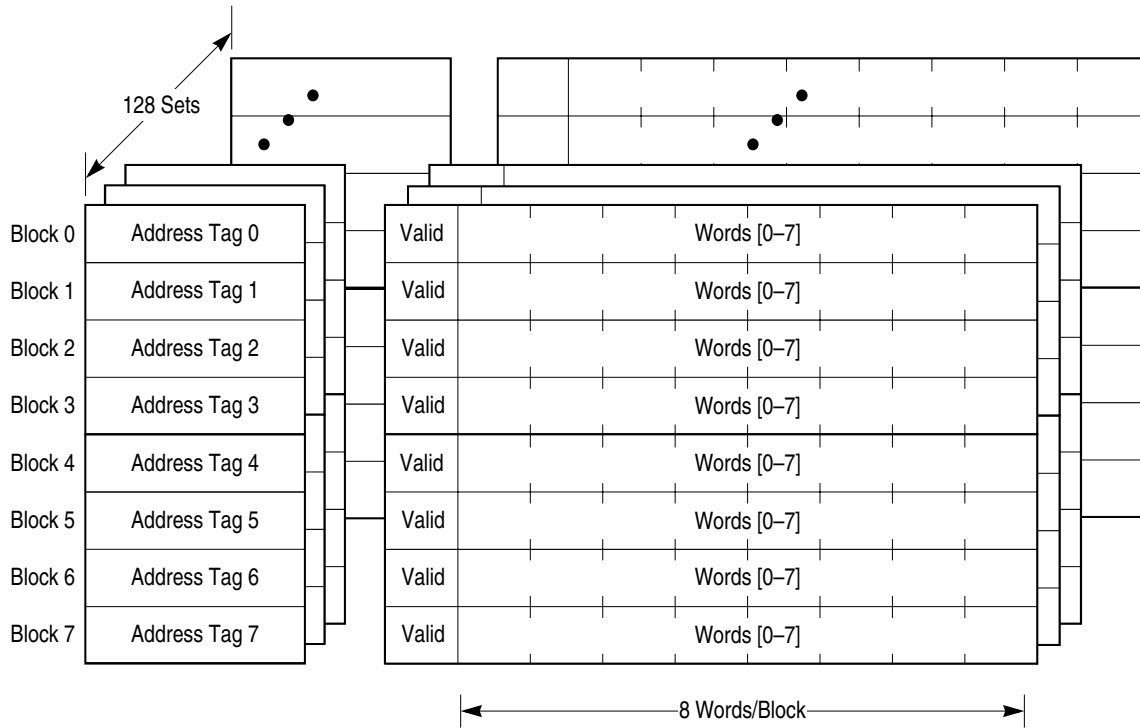 128 Sets
Block 0 Address Tag 0 Valid Words [0–7]
Block 1 Address Tag 1 Valid Words [0–7]
Block 2 Address Tag 2 Valid Words [0–7]
Block 3 Address Tag 3 Valid Words [0–7]
Block 4 Address Tag 4 Valid Words [0–7]
Block 5 Address Tag 5 Valid Words [0–7]
Block 6 Address Tag 6 Valid Words [0–7]
Block 7 Address Tag 7 Valid Words [0–7]
8 Words/Block